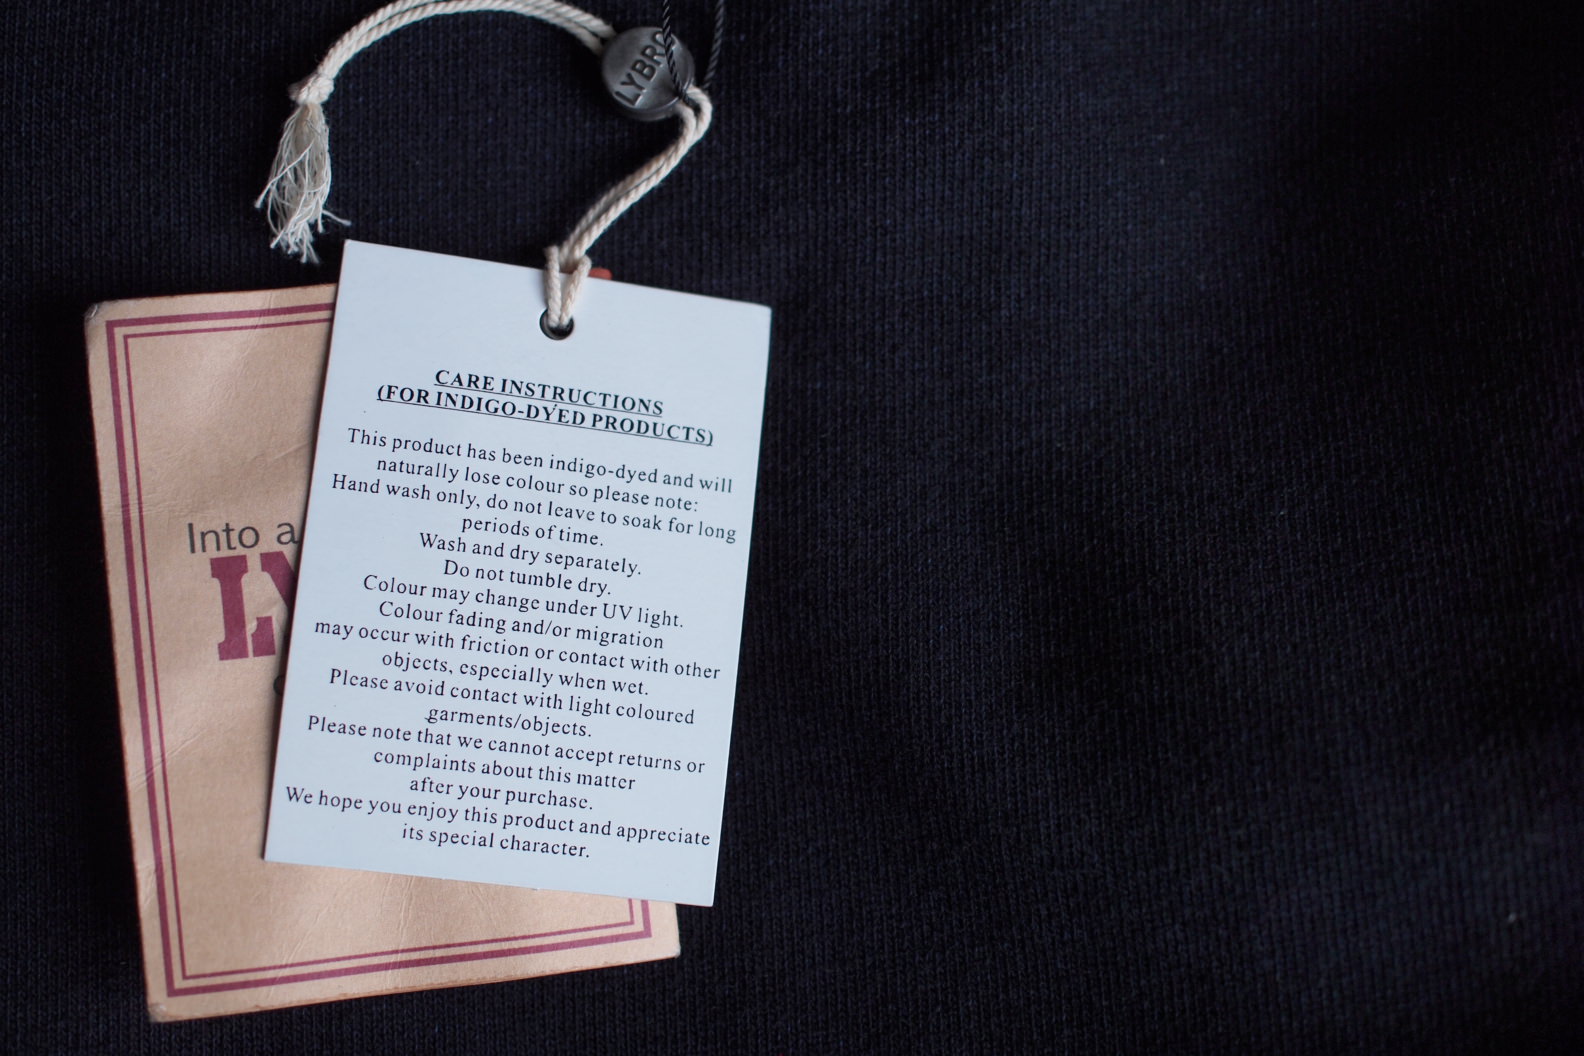 LYBRO
CARE INSTRUCTIONS
(FOR INDIGO-DYED PRODUCTS)
This product has been indigo-dyed and will
naturally lose colour so please note:
Hand wash only, do not leave to soak for long
periods of time.
Wash and dry separately.
Do not tumble dry.
Colour may change under UV light.
Colour fading and/or migration
may occur with friction or contact with other
objects, especially when wet.
Please avoid contact with light coloured
garments/objects.
Please note that we cannot accept returns or
complaints about this matter
after your purchase.
We hope you enjoy this product and appreciate
its special character.
Into a
LY